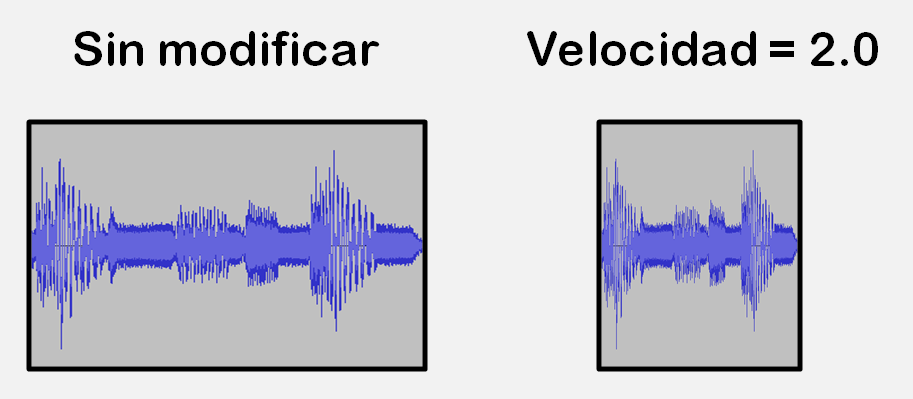 Sin modificar
Velocidad = 2.0